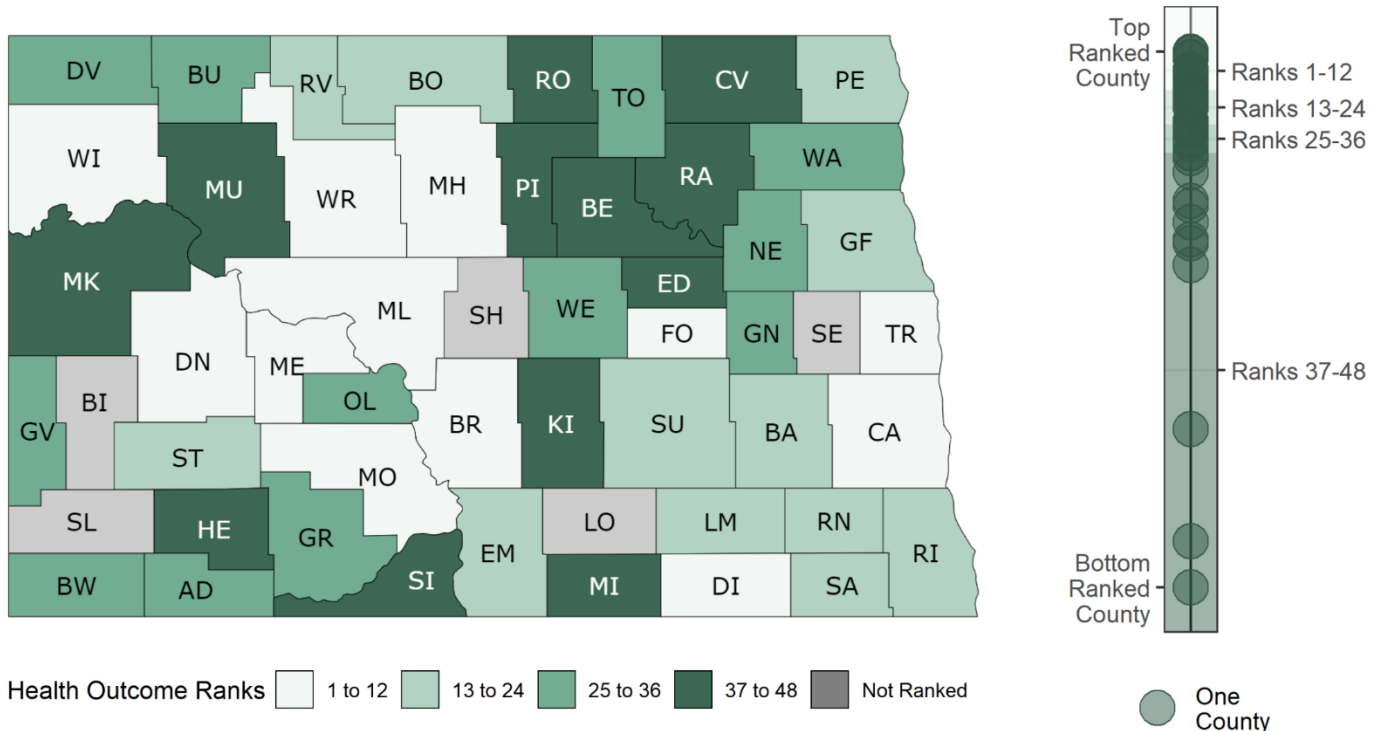 DV
BU
RV
BO
RO
TO
CV
PE
WI
MU
WR
MH
PI
BE
RA
WA
MK
NE
GF
ML
SH
WE
ED
DN
ME
FO
GN
SE
TR
GV
BI
OL
BR
KI
SU
BA
CA
ST
MO
SL
HE
GR
EM
LO
LM
RN
RI
BW
AD
SI
MI
DI
SA
Health Outcome Ranks 1 to 12 13 to 24 25 to 36 37 to 48 Not Ranked
Top
Ranked
County
Ranks 1-12
Ranks 13-24
Ranks 25-36
Ranks 37-48
Bottom
Ranked
County
One
County